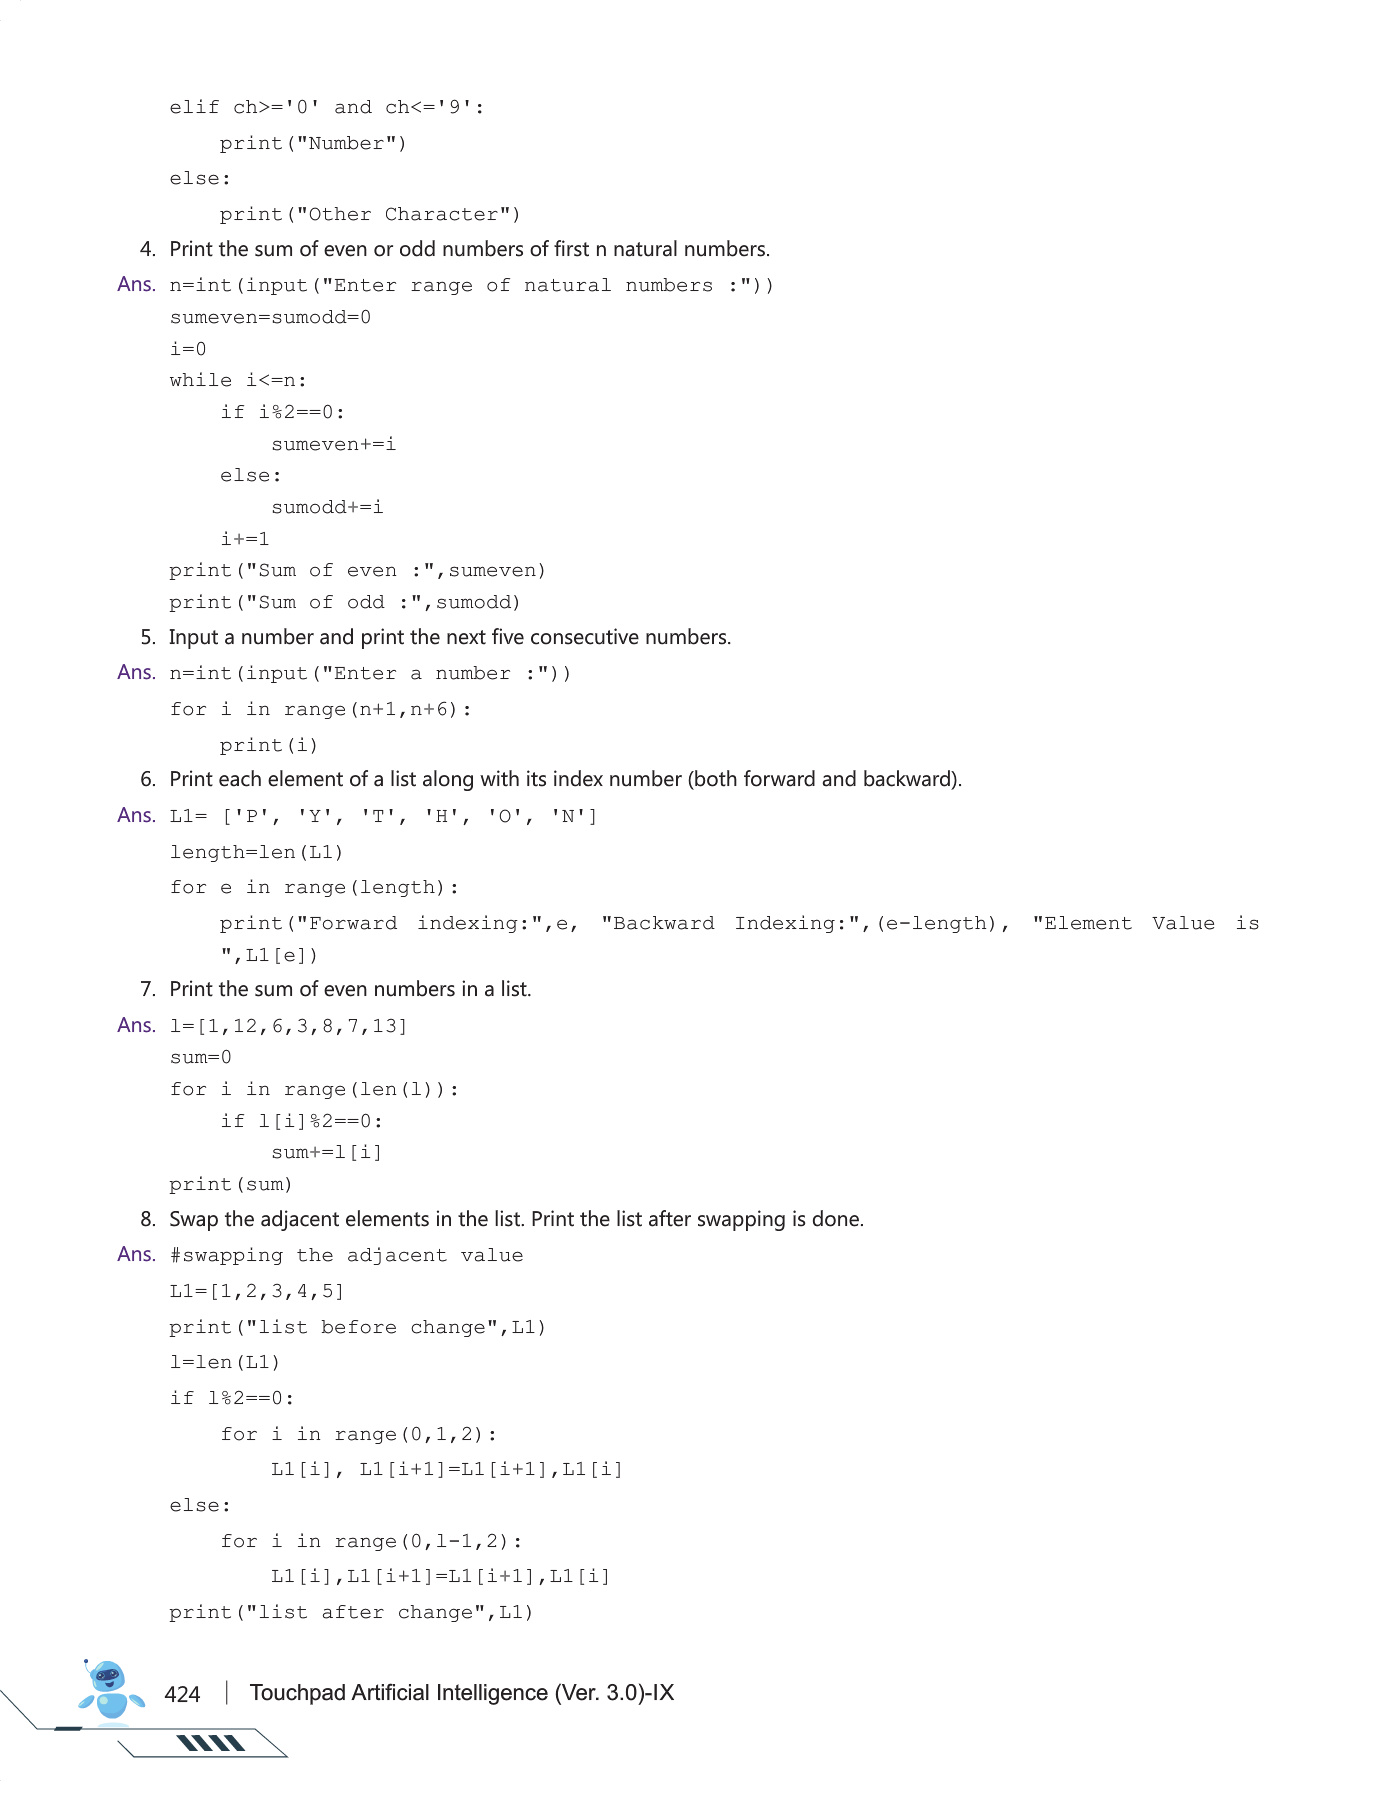 elif ch>='0' and ch<='9':
    print("Number")
else:
    print("Other Character")
4. Print the sum of even or odd numbers of first n natural numbers.
Ans. n=int(input("Enter range of natural numbers :"))
sumeven=sumodd=0
i=0
while i<=n:
    if i%2==0:
        sumeven+=i
    else:
        sumodd+=i
    i+=1
print("Sum of even :",sumeven)
print("Sum of odd :",sumodd)
5. Input a number and print the next five consecutive numbers.
Ans. n=int(input("Enter a number :"))
for i in range(n+1,n+6):
    print(i)
6. Print each element of a list along with its index number (both forward and backward).
Ans. L1= ['P', 'Y', 'T', 'H', 'O', 'N']
length=len(L1)
for e in range(length):
    print("Forward indexing:",e, "Backward Indexing:",(e-length), "Element Value is
    ",L1[e])
7. Print the sum of even numbers in a list.
Ans. l=[1,12,6,3,8,7,13]
sum=0
for i in range(len(l)):
    if l[i]%2==0:
        sum+=l[i]
print(sum)
8. Swap the adjacent elements in the list. Print the list after swapping is done.
Ans. #swapping the adjacent value
L1=[1,2,3,4,5]
print("list before change",L1)
l=len(L1)
if l%2==0:
    for i in range(0,1,2):
        L1[i], L1[i+1]=L1[i+1],L1[i]
else:
    for i in range(0,l-1,2):
        L1[i],L1[i+1]=L1[i+1],L1[i]
print("list after change",L1)
424 | Touchpad Artificial Intelligence (Ver. 3.0)-IX